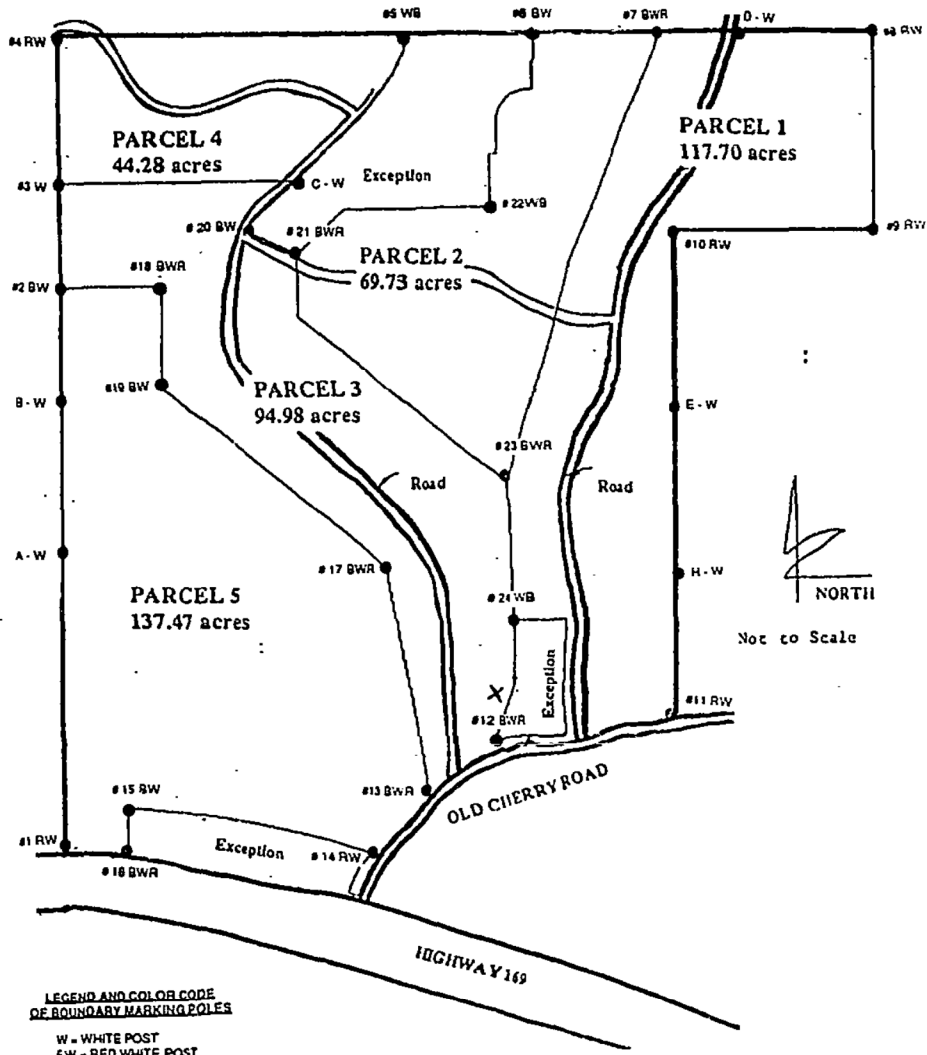 #4 RW
#5 WB
#6 BW
#7 BWR
D - W
#8 RW
PARCEL 4
44.28 acres
PARCEL 1
117.70 acres
#3 W
C - W
Exception
#22WB
#20 BW
#21 BWR
#10 RW
#9 RW
PARCEL 2
69.73 acres
#18 BWR
#2 BW
#19 BW
B - W
PARCEL 3
94.98 acres
E - W
#23 BWR
Road
Road
A - W
#17 BWR
H - W
NORTH
PARCEL 5
137.47 acres
#24 WB
Not to Scale
Exception
X
#12 BWR
#11 RW
#13 BWR
OLD CHERRY ROAD
#15 BW
#1 RW
Exception
#14 RW
#16 BWR
HIGHWAY 169
LEGEND AND COLOR CODE
OF BOUNDARY MARKING POLES
W = WHITE POST